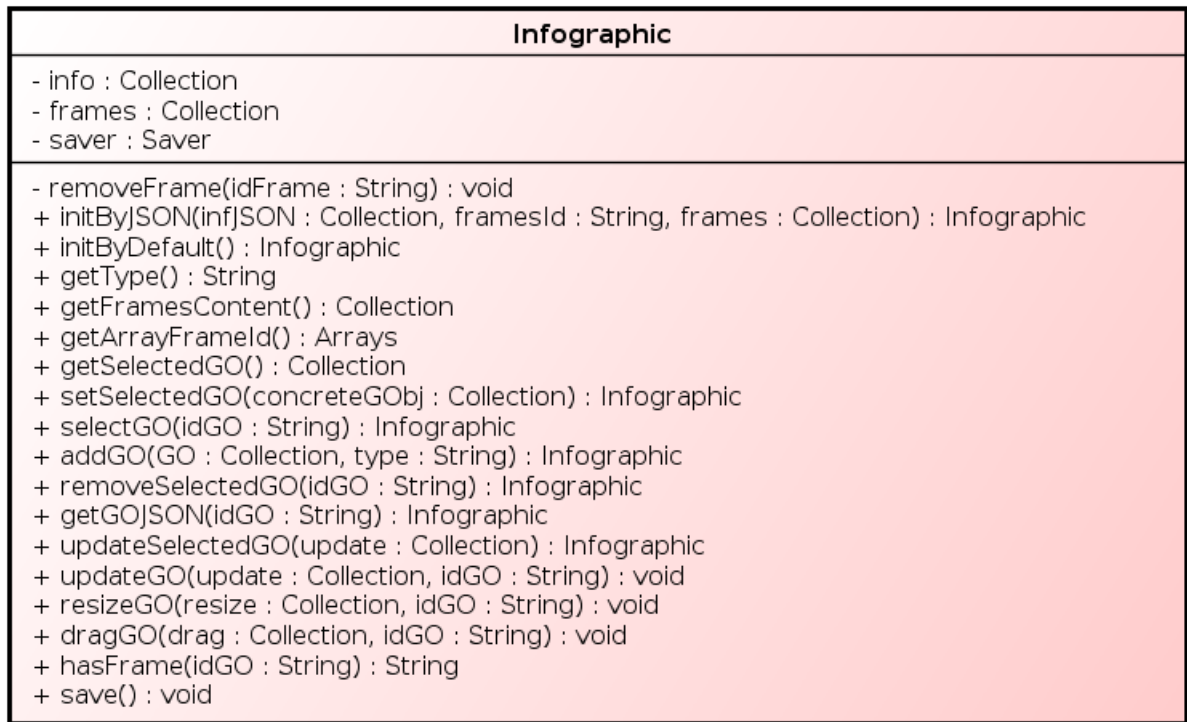 Infographic
- info : Collection
- frames : Collection
- saver : Saver
- removeFrame(idFrame : String) : void
+ initByJSON(infJSON : Collection, framesId : String, frames : Collection) : Infographic
+ initByDefault() : Infographic
+ getType() : String
+ getFramesContent() : Collection
+ getArrayFrameId() : Arrays
+ getSelectedGO() : Collection
+ setSelectedGO(concreteGObj : Collection) : Infographic
+ selectGO(idGO : String) : Infographic
+ addGO(GO : Collection, type : String) : Infographic
+ removeSelectedGO(idGO : String) : Infographic
+ getGOJSON(idGO : String) : Infographic
+ updateSelectedGO(update : Collection) : Infographic
+ updateGO(update : Collection, idGO : String) : void
+ resizeGO(resize : Collection, idGO : String) : void
+ dragGO(drag : Collection, idGO : String) : void
+ hasFrame(idGO : String) : String
+ save() : void